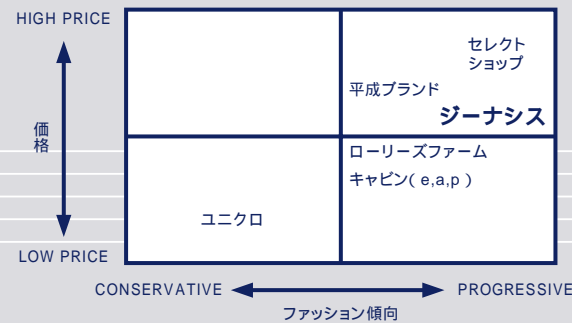 HIGH PRICE
セレクト
ショップ
平成ブランド
ジーナシス
価格
ローリーズファーム
キャビン( e,a,p )
ユニクロ
LOW PRICE
CONSERVATIVE
PROGRESSIVE
ファッション傾向